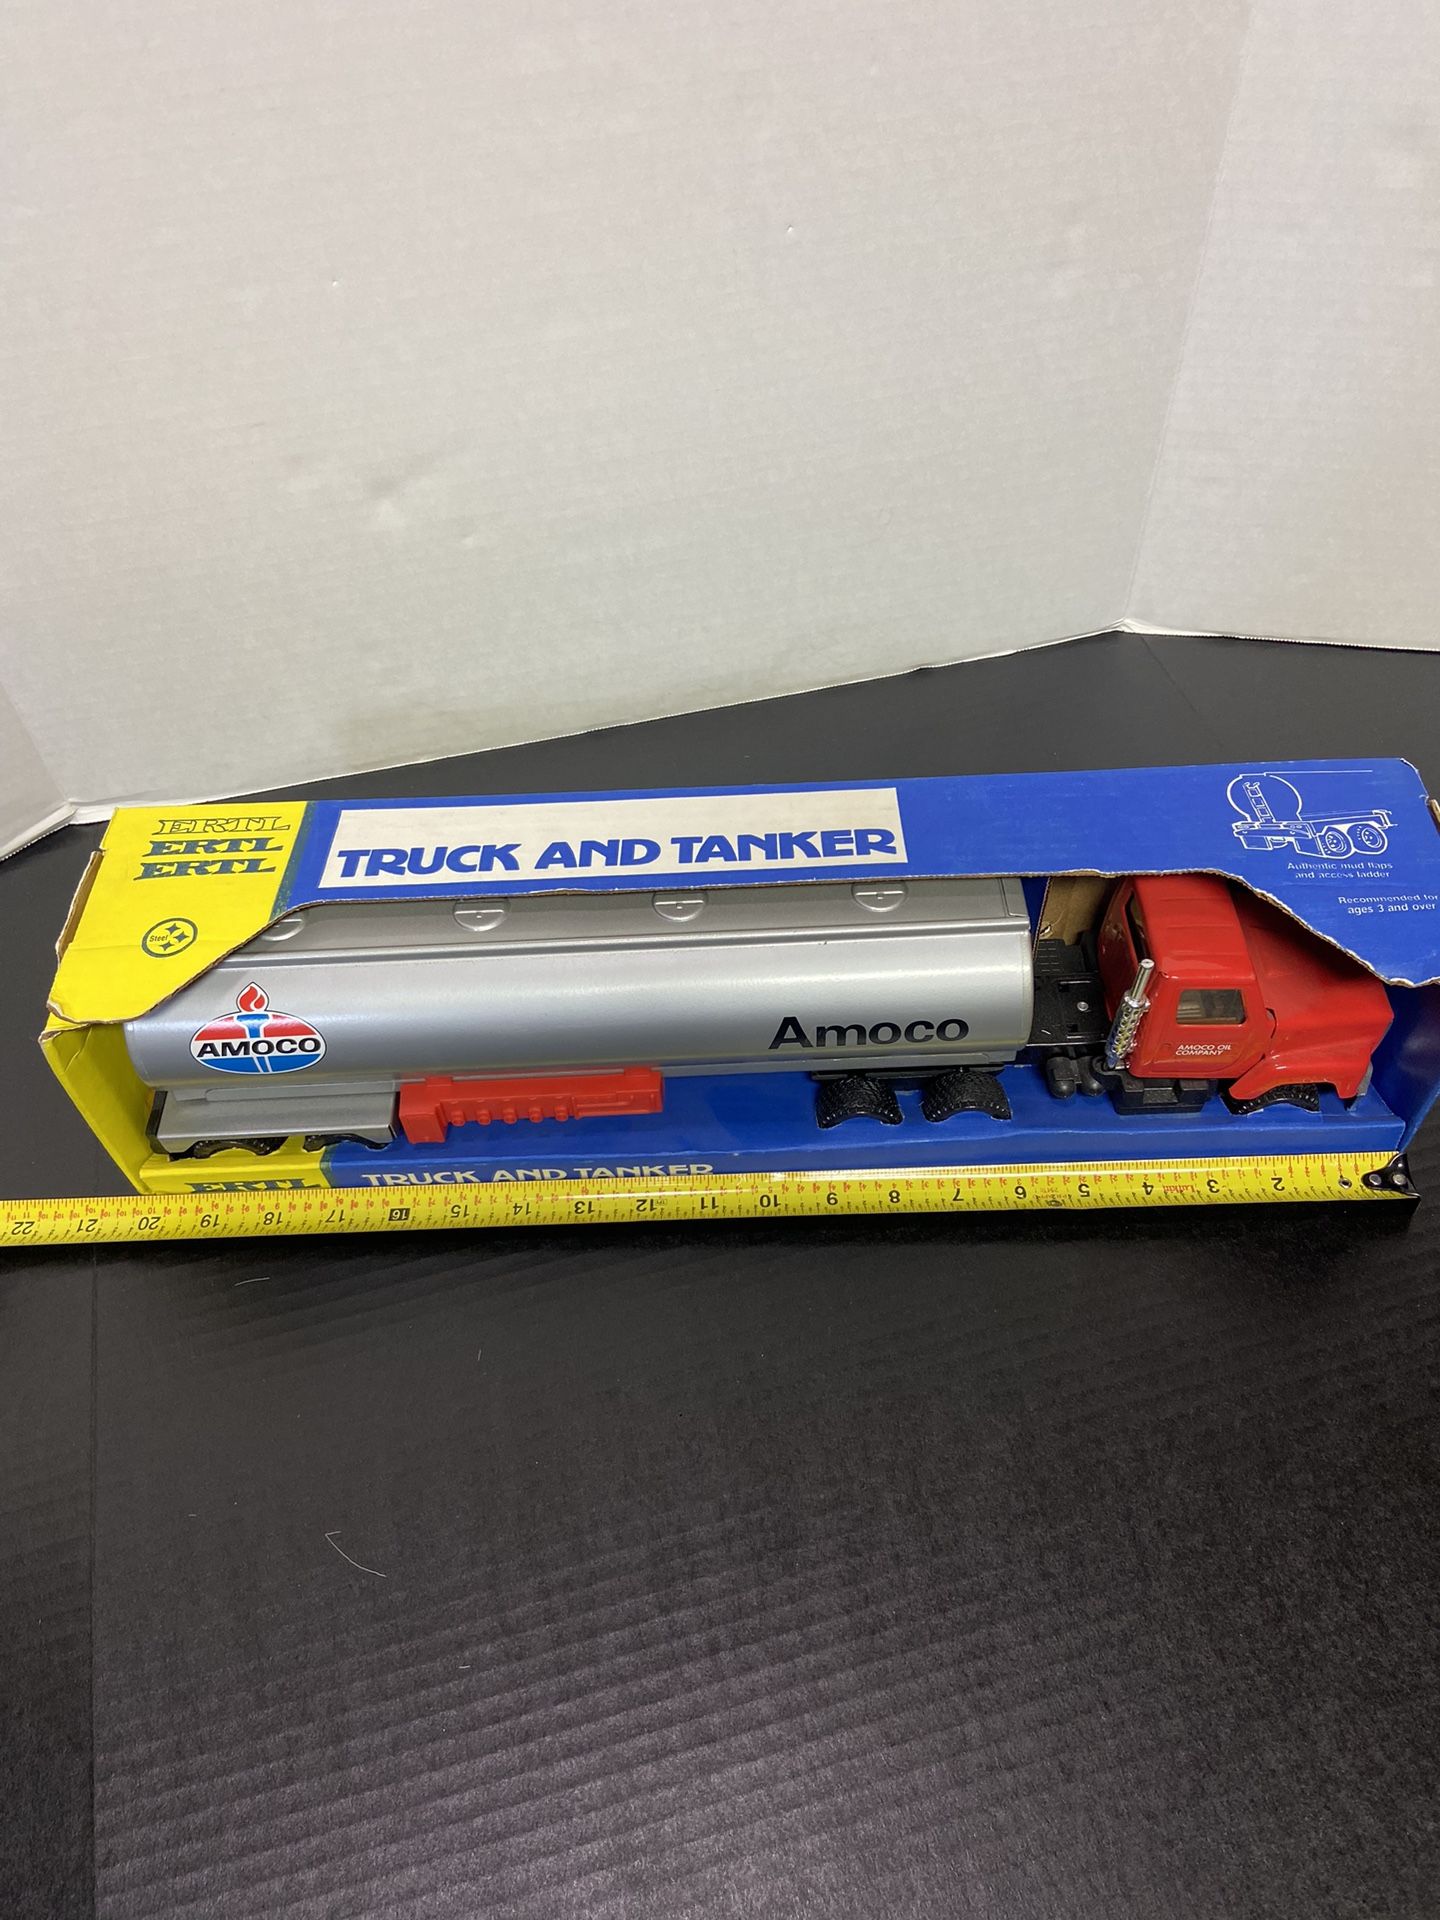 ERTL
ERTL
ERTL
TRUCK AND TANKER
Steel
Authentic mud flaps
and access ladder
Recommended for
ages 3 and over
AMOCO
Amoco
AMOCO OIL
COMPANY
ERTL
TRUCK AND TANKER
22 21 20 19 18 17 16 15 14 13 12 11 10 9 8 7 6 5 4 3 2